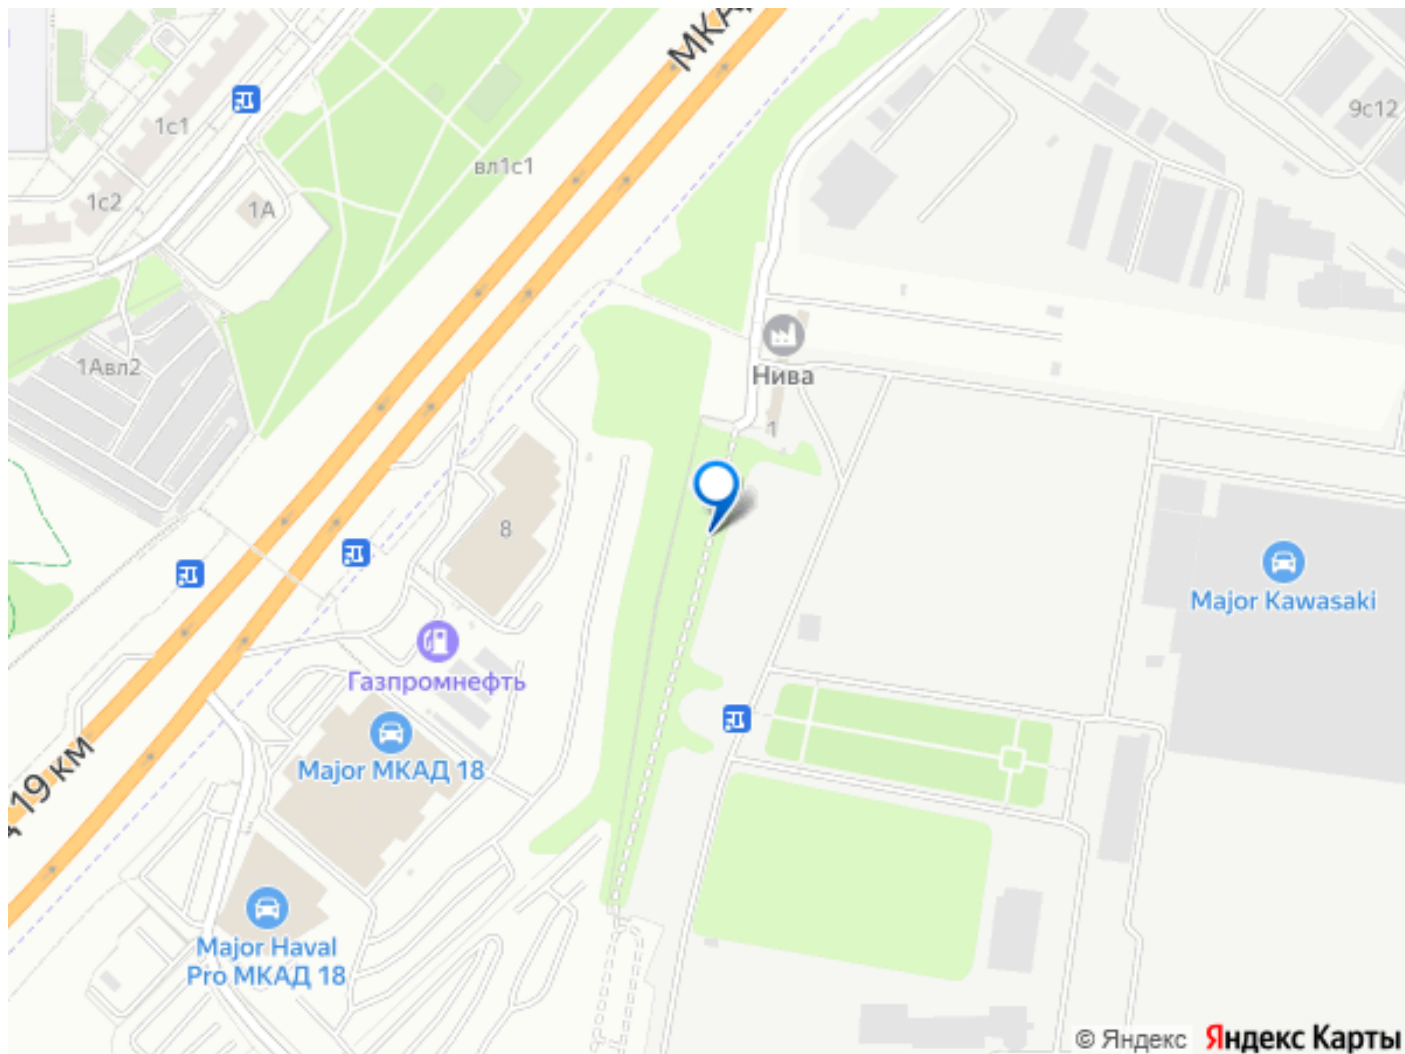 МКАД
9с12
1с1
вл1с1
1с2
1А
1Авл2
Нива
1
8
Major Kawasaki
Газпромнефть
Major МКАД 18
19 км
Major Haval
Pro МКАД 18
© Яндекс Яндекс Карты